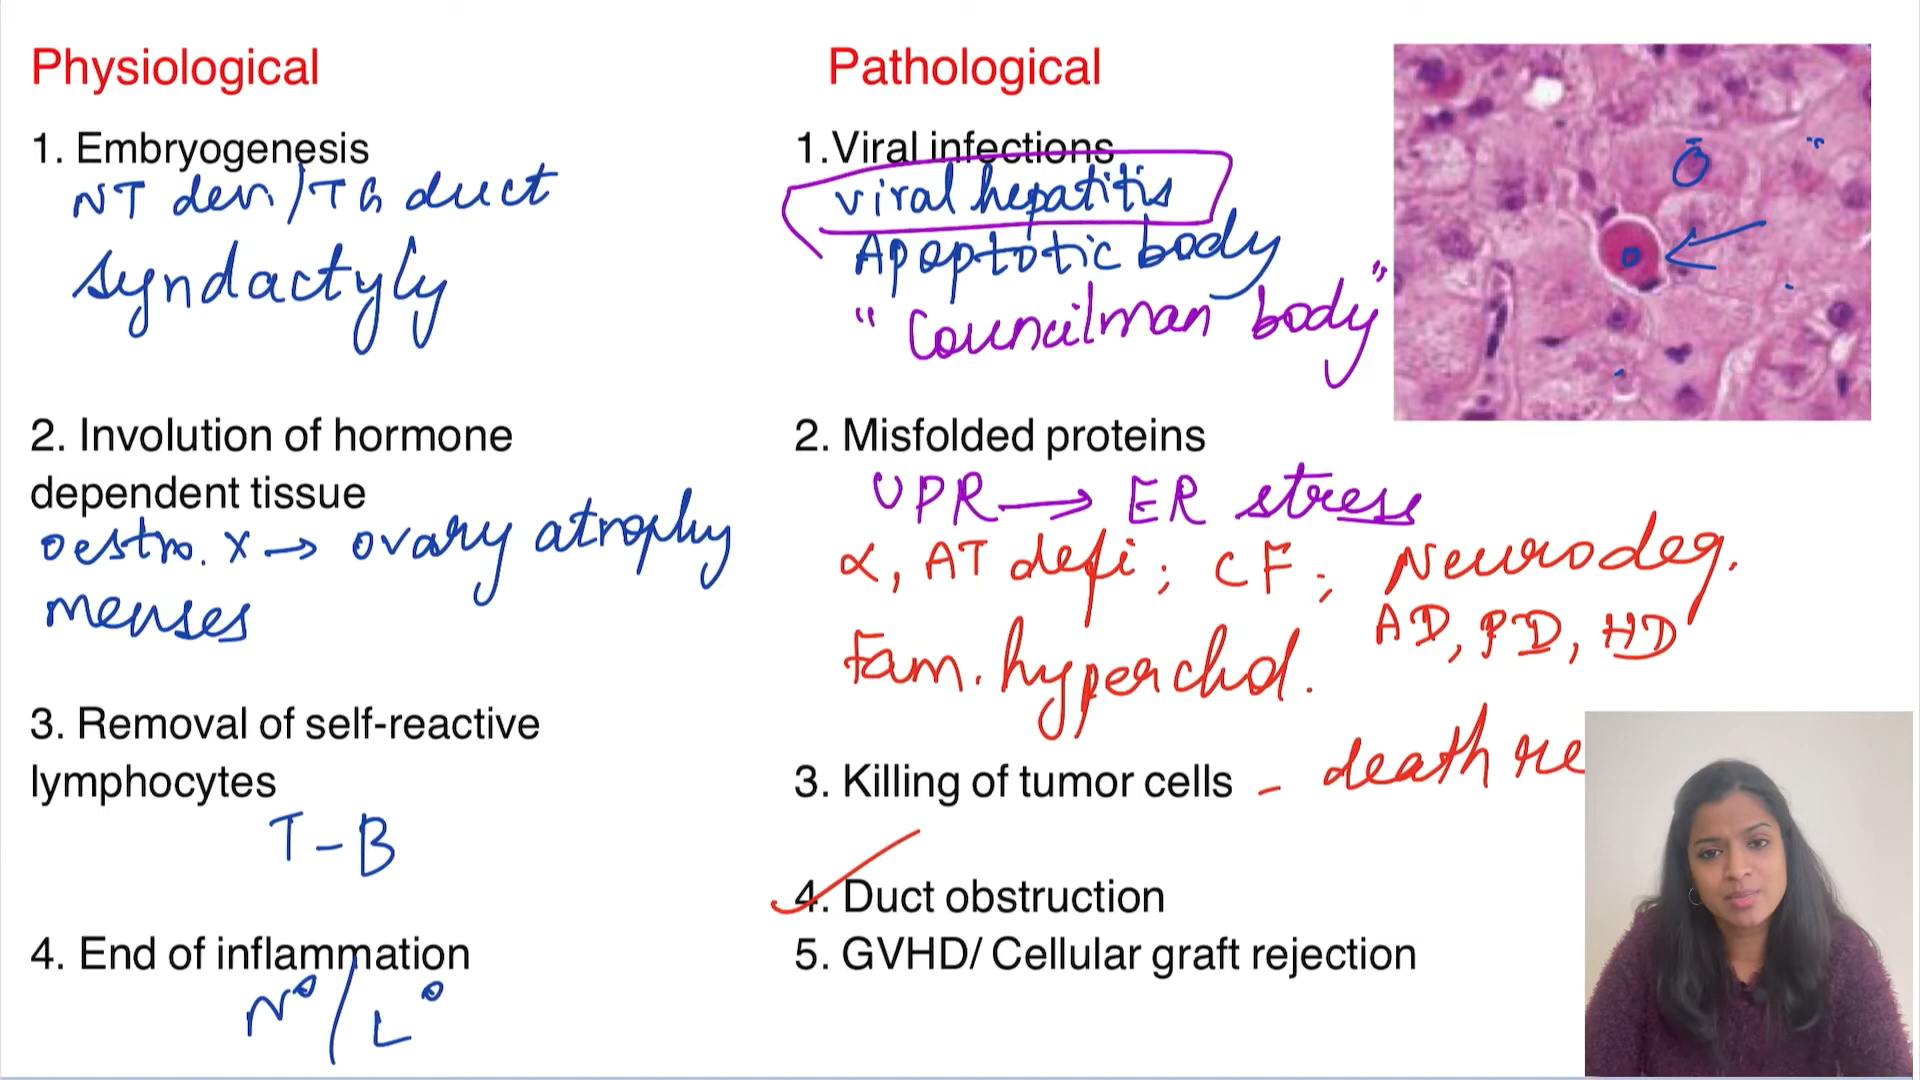 Physiological
1. Embryogenesis
NT dev./TG duct
syndactyly
2. Involution of hormone
dependent tissue
oestro. x → ovary atrophy
menses
3. Removal of self-reactive
lymphocytes
T - B
4. End of inflammation
N° / L°
Pathological
1.Viral infections
viral hepatitis
Apoptotic body
"Councilman body"
2. Misfolded proteins
UPR → ER stress
α, AT defi; CF; Neurodeg.
AD, PD, HD
Fam. hyperchol.
3. Killing of tumor cells - death re
4. Duct obstruction
5. GVHD/ Cellular graft rejection